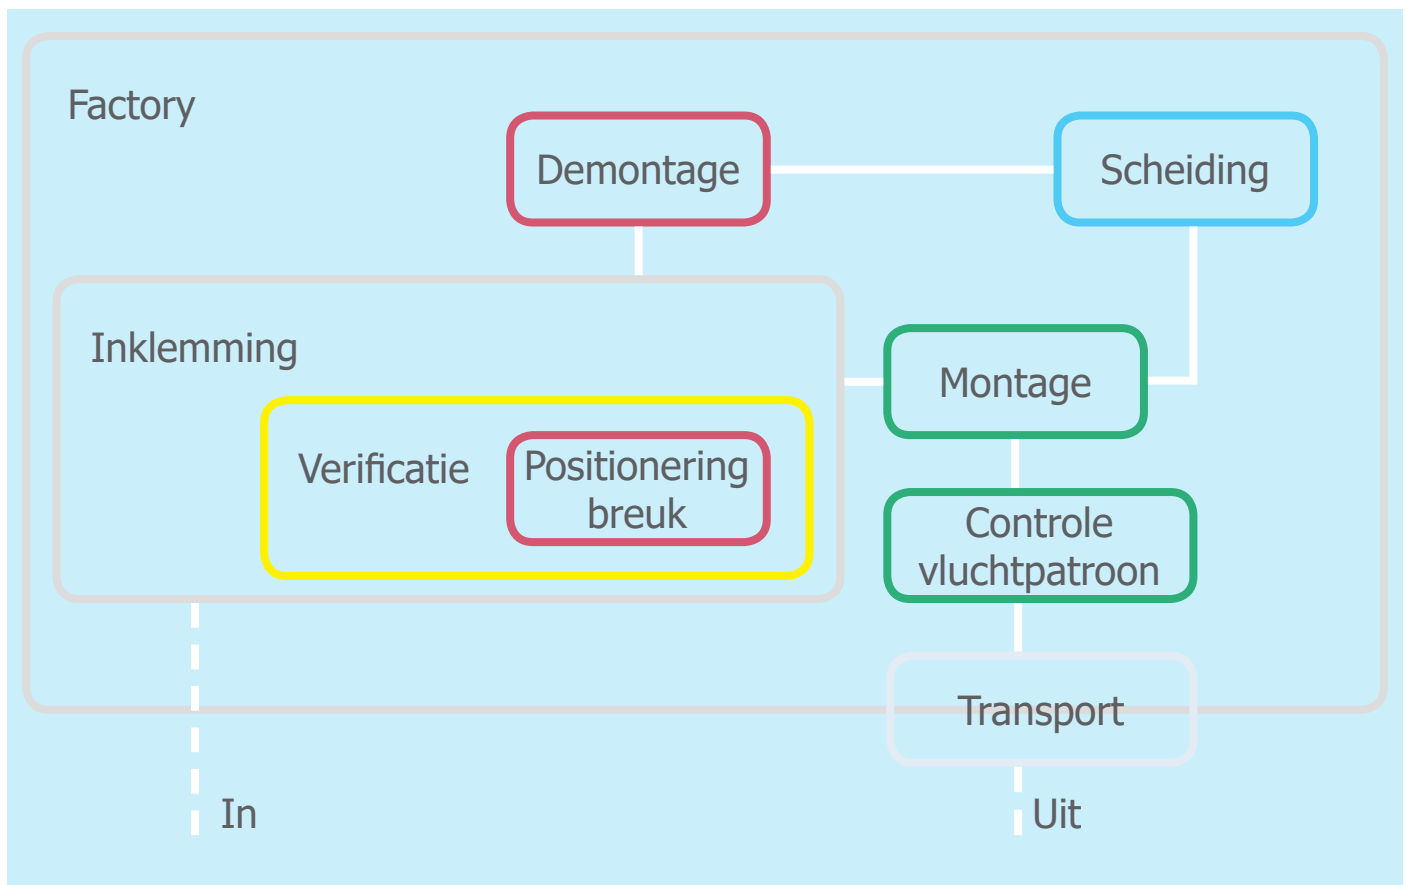 Factory
Demontage
Scheiding
Inklemming
Montage
Verificatie
Positionering
breuk
Controle
vluchtpatroon
Transport
In
Uit